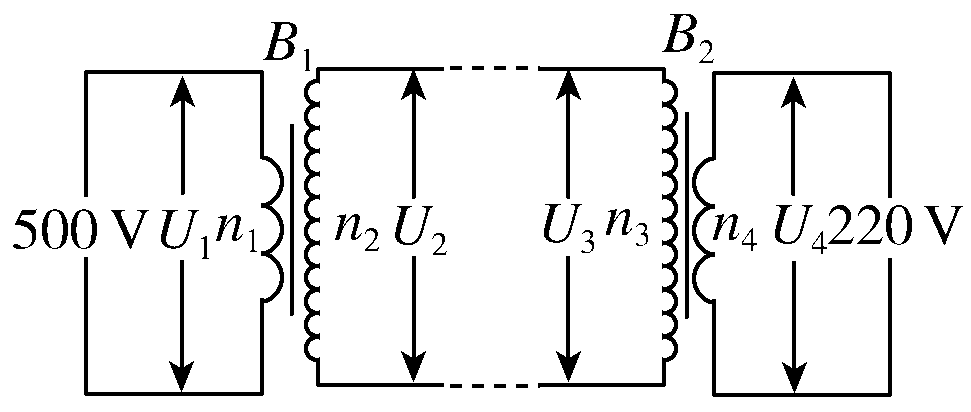 B₁ B₂
500 V U₁ n₁ n₂ U₂ U₃ n₃ n₄ U₄ 220 V